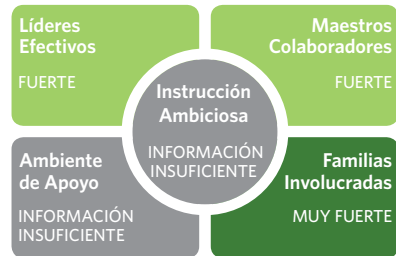 Líderes
Efectivos
FUERTE
Maestros
Colaboradores
FUERTE
Instrucción
Ambiciosa
INFORMACIÓN
INSUFICIENTE
Ambiente
de Apoyo
INFORMACIÓN
INSUFICIENTE
Familias
Involucradas
MUY FUERTE